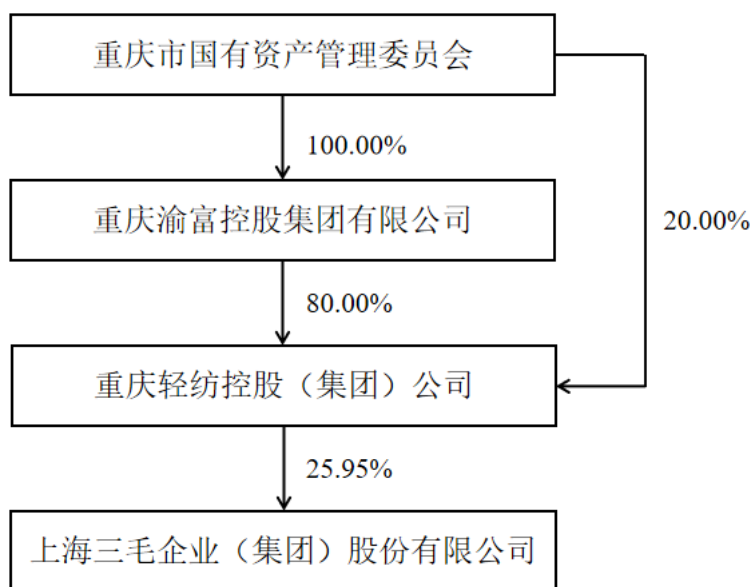 重庆市国有资产管理委员会
100.00%
重庆渝富控股集团有限公司
20.00%
80.00%
重庆轻纺控股（集团）公司
25.95%
上海三毛企业（集团）股份有限公司